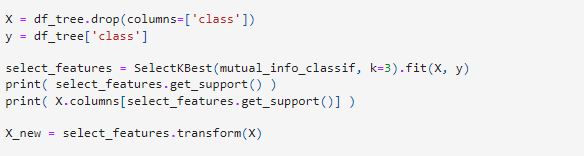 X = df_tree.drop(columns=['class'])
y = df_tree['class']
select_features = SelectKBest(mutual_info_classif, k=3).fit(X, y)
print( select_features.get_support() )
print( X.columns[select_features.get_support()] )
X_new = select_features.transform(X)